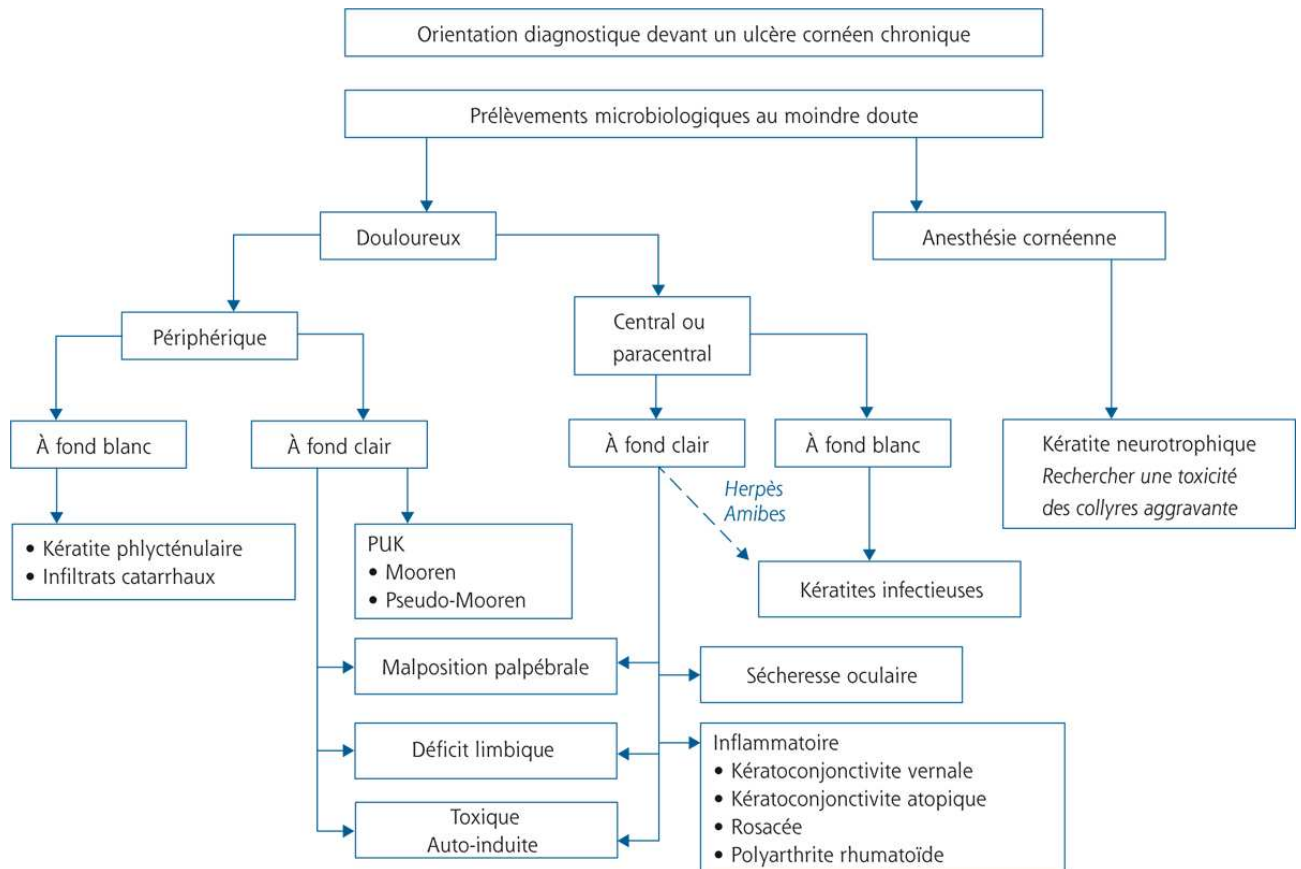 Orientation diagnostique devant un ulcère cornéen chronique
Prélèvements microbiologiques au moindre doute
Douloureux
Anesthésie cornéenne
Périphérique
Central ou
paracentral
À fond blanc
À fond clair
À fond clair
À fond blanc
Kératite neurotrophique
Rechercher une toxicité
des collyres aggravante
Herpès
Amibes
• Kératite phlycténulaire
• Infiltrats catarrhaux
PUK
• Mooren
• Pseudo-Mooren
Kératites infectieuses
Malposition palpébrale
Sécheresse oculaire
Déficit limbique
Inflammatoire
• Kératoconjonctivite vernale
• Kératoconjonctivite atopique
• Rosacée
• Polyarthrite rhumatoïde
Toxique
Auto-induite